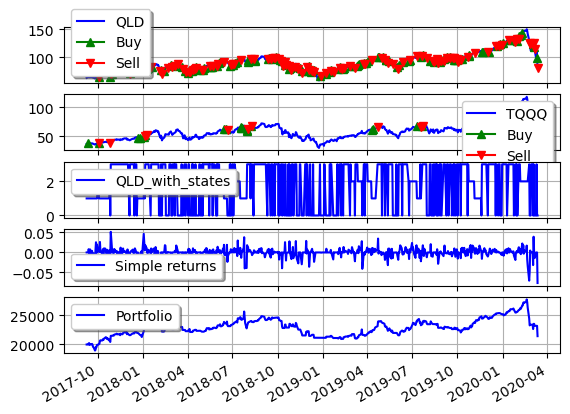 QLD
Buy
Sell
150
100
TQQQ
Buy
Sell
100
50
QLD_with_states
2
0
Simple returns
0.05
0.00
−0.05
Portfolio
25000
20000
2017-10
2018-01
2018-04
2018-07
2018-10
2019-01
2019-04
2019-07
2019-10
2020-01
2020-04